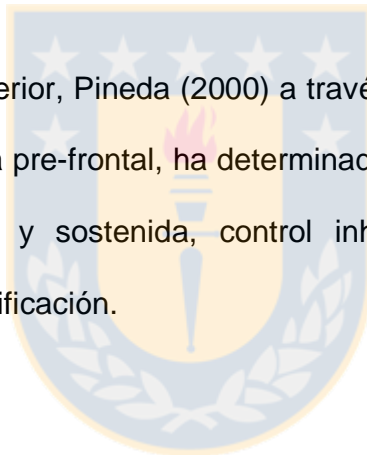 erior, Pineda (2000) a travé
a pre-frontal, ha determinad
y sostenida, control inh
ificación.